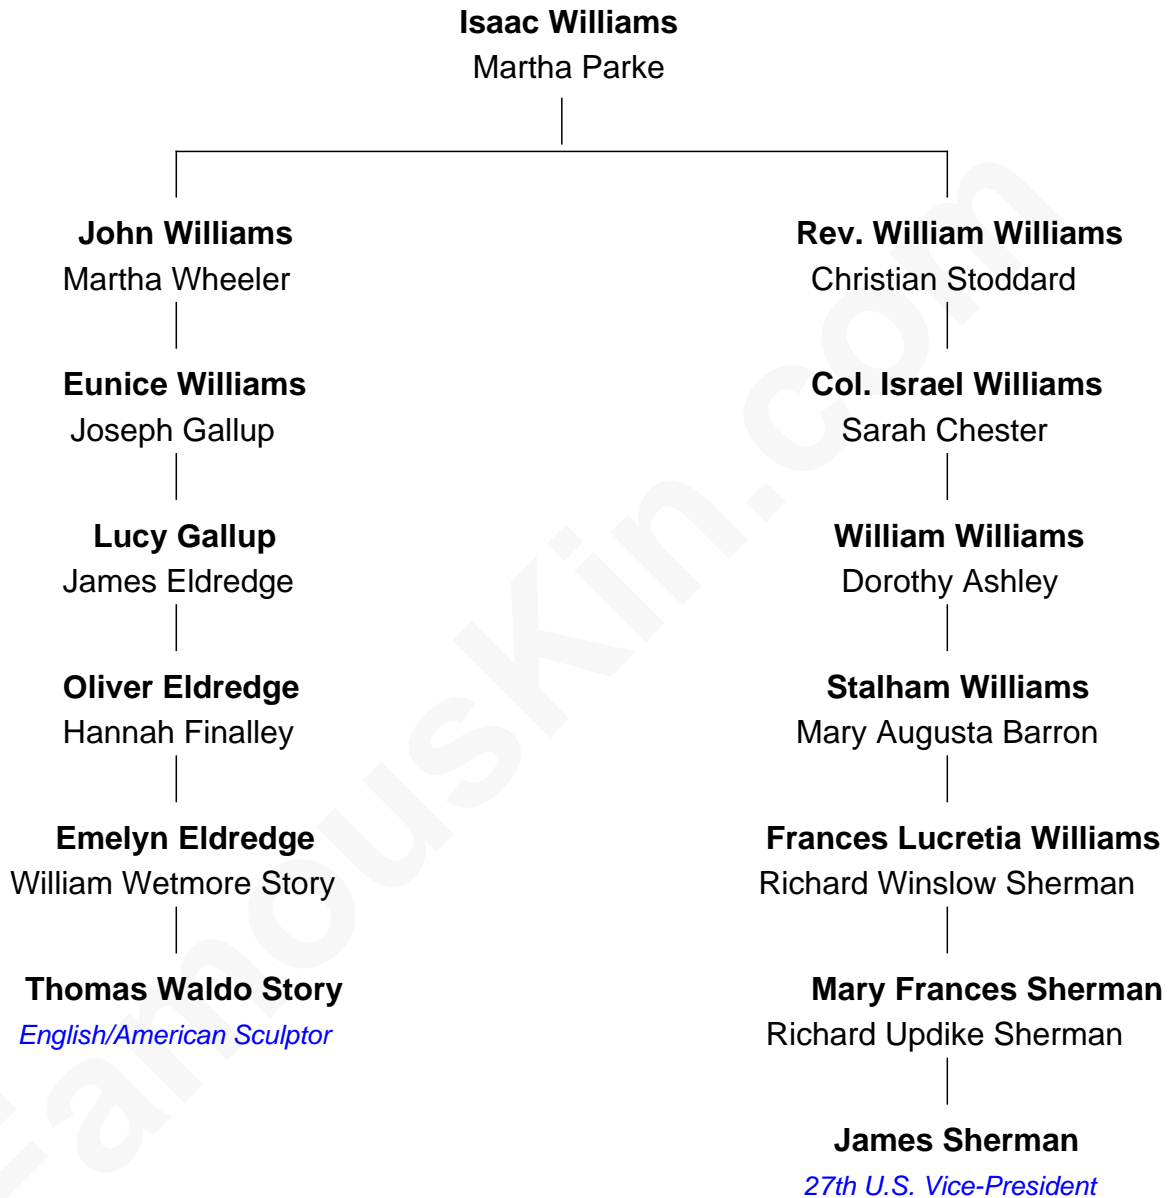 Isaac Williams
Martha Parke
John Williams
Martha Wheeler
Rev. William Williams
Christian Stoddard
Eunice Williams
Joseph Gallup
Col. Israel Williams
Sarah Chester
Lucy Gallup
James Eldredge
William Williams
Dorothy Ashley
Oliver Eldredge
Hannah Finalley
Stalham Williams
Mary Augusta Barron
Emelyn Eldredge
William Wetmore Story
Frances Lucretia Williams
Richard Winslow Sherman
Thomas Waldo Story
English/American Sculptor
Mary Frances Sherman
Richard Updike Sherman
James Sherman
27th U.S. Vice-President
FamousKin.com